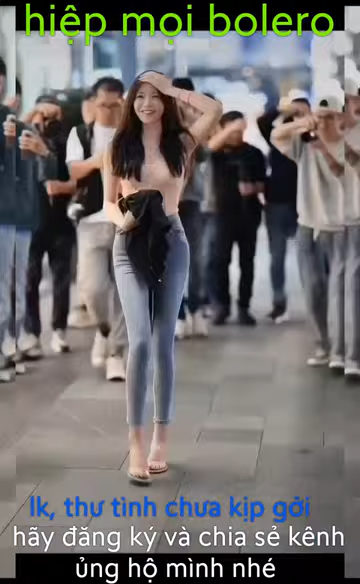 hiệp mọi bolero
lk, thư tình chưa kịp gởi
hãy đăng ký và chia sẻ kênh
ủng hộ mình nhé